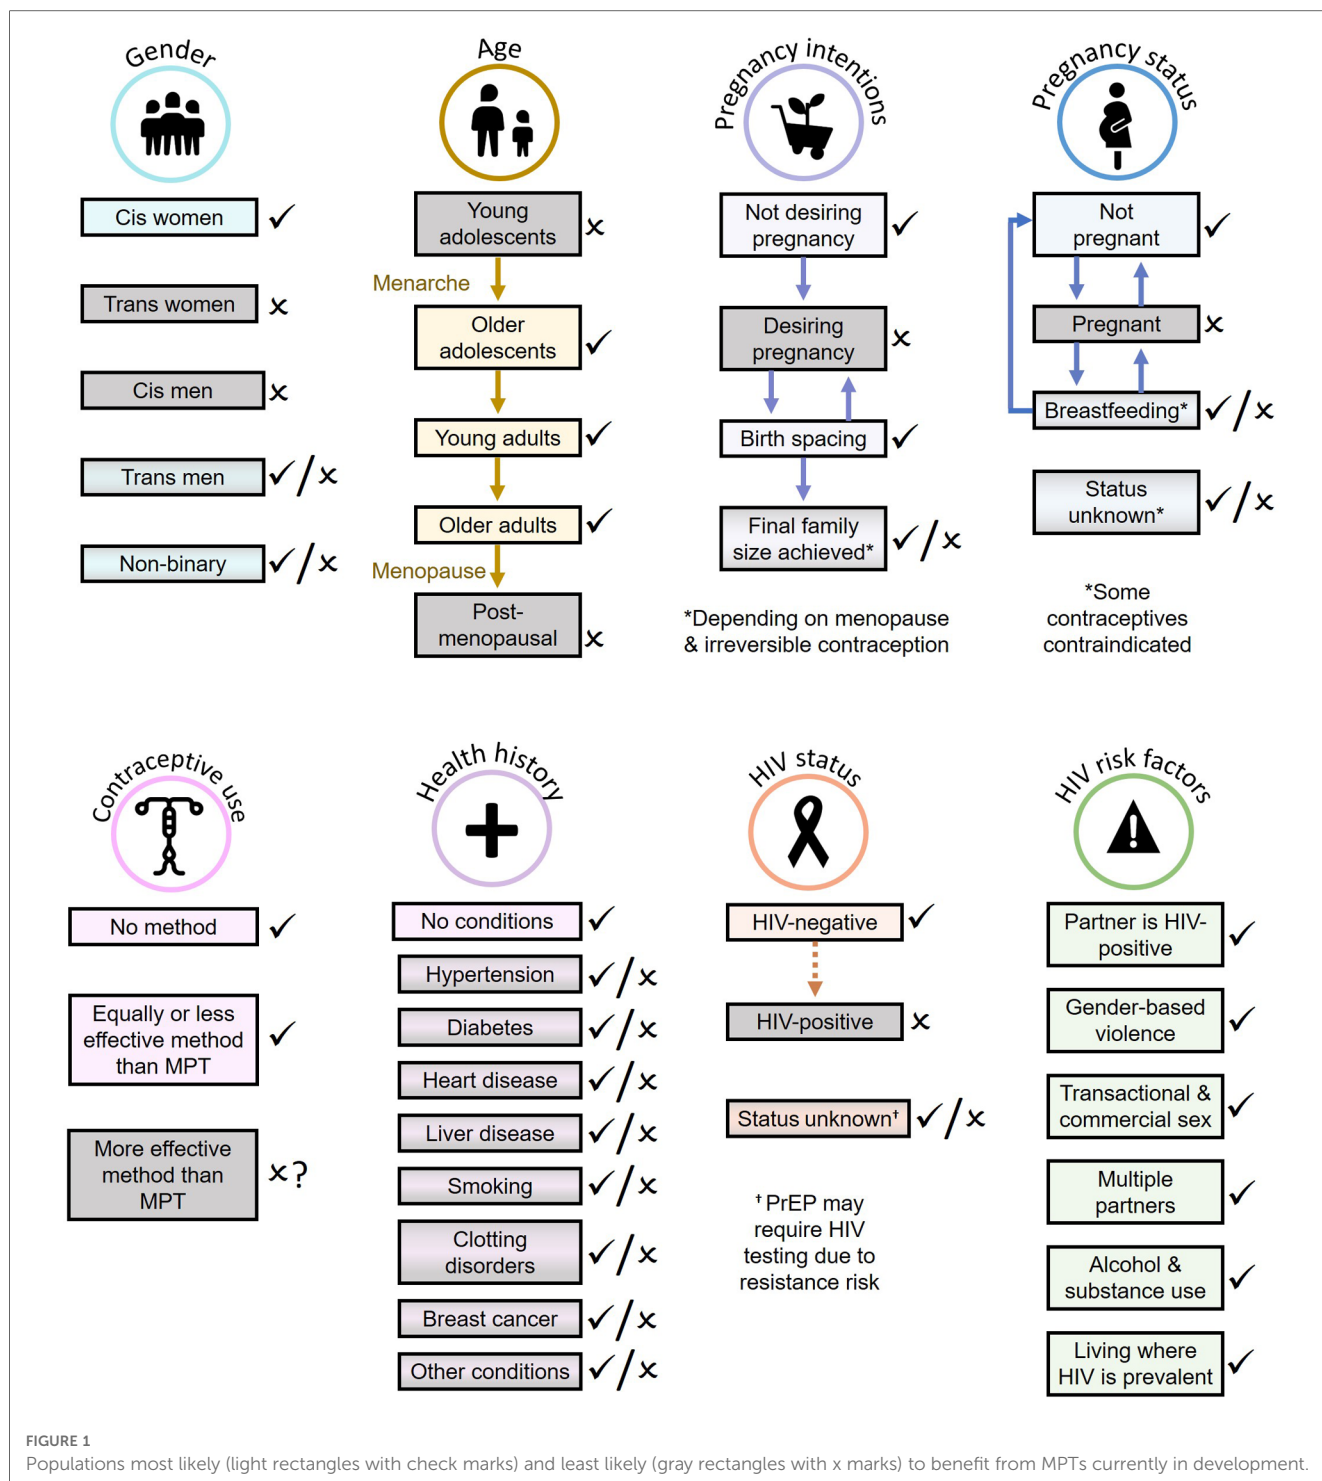 Gender
Cis women ✓
Trans women ×
Cis men ×
Trans men ✓/×
Non-binary ✓/×
Age
Young
adolescents ×
Menarche
Older
adolescents ✓
Young adults ✓
Older adults ✓
Menopause
Post-
menopausal ×
Pregnancy intentions
Not desiring
pregnancy ✓
Desiring
pregnancy ×
Birth spacing ✓
Final family
size achieved* ✓/×
*Depending on menopause
& irreversible contraception
Pregnancy status
Not
pregnant ✓
Pregnant ×
Breastfeeding* ✓/×
Status
unknown* ✓/×
*Some
contraceptives
contraindicated
Contraceptive use
No method ✓
Equally or less
effective method
than MPT ✓
More effective
method than
MPT ×?
Health history
No conditions ✓
Hypertension ✓/×
Diabetes ✓/×
Heart disease ✓/×
Liver disease ✓/×
Smoking ✓/×
Clotting
disorders ✓/×
Breast cancer ✓/×
Other conditions ✓/×
HIV status
HIV-negative ✓
HIV-positive ×
Status unknown† ✓/×
†PrEP may
require HIV
testing due to
resistance risk
HIV risk factors
Partner is HIV-
positive ✓
Gender-based
violence ✓
Transactional &
commercial sex ✓
Multiple
partners ✓
Alcohol &
substance use ✓
Living where
HIV is prevalent ✓
FIGURE 1
Populations most likely (light rectangles with check marks) and least likely (gray rectangles with x marks) to benefit from MPTs currently in development.